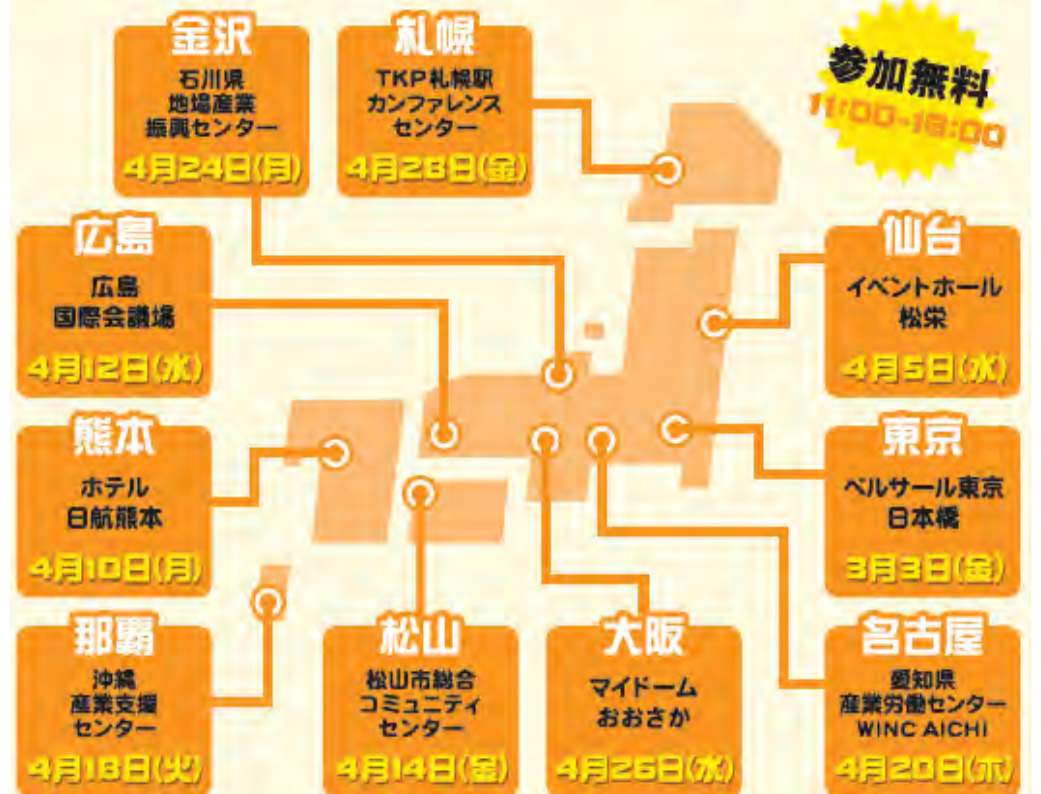 金沢
石川県
地場産業
振興センター
4月24日(月)
札幌
TKP札幌駅
カンファレンス
センター
4月28日(金)
参加無料
11:00-18:00
広島
広島
国際会議場
4月12日(水)
仙台
イベントホール
松栄
4月5日(水)
熊本
ホテル
日航熊本
4月10日(月)
東京
ベルサール東京
日本橋
3月3日(金)
那覇
沖縄
産業支援
センター
4月18日(火)
松山
松山市総合
コミュニティ
センター
4月14日(金)
大阪
マイドーム
おおさか
4月26日(水)
名古屋
愛知県
産業労働センター
WINC AICHI
4月20日(木)